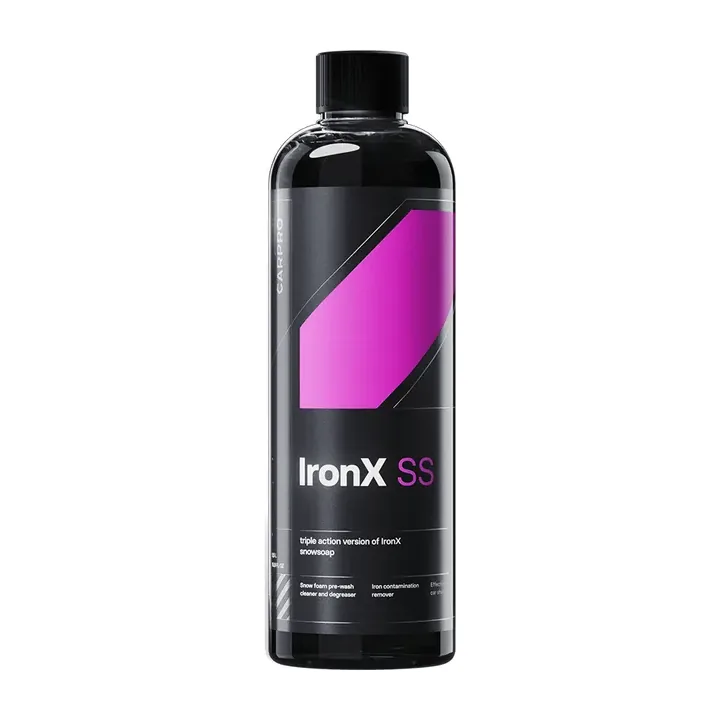 CARPRO
IronX SS
triple action version of IronX
snowsoap
Snow foam pre-wash
cleaner and degreaser
Iron contamination
remover